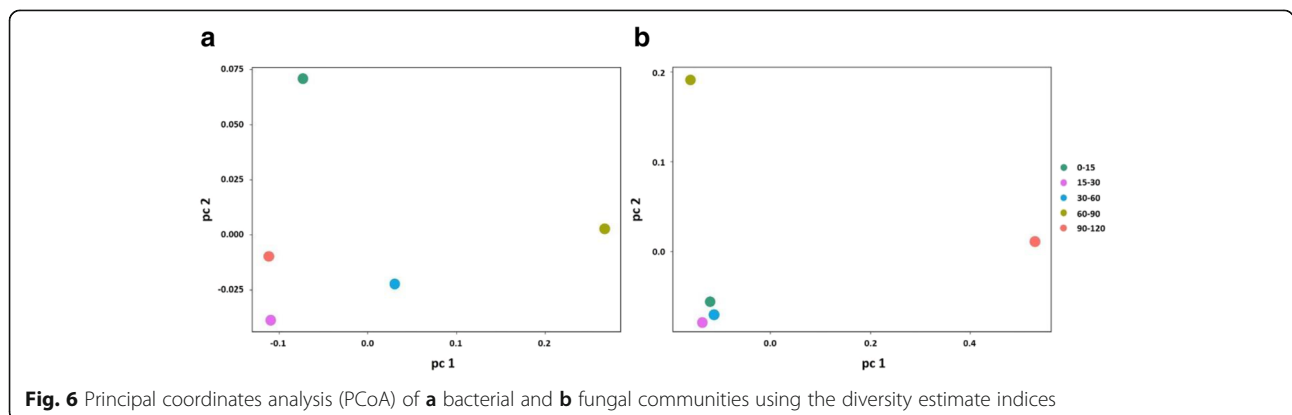 a
b
0.075
0.050
0.025
0.000
-0.025
pc 2
-0.1
0.0
0.1
0.2
pc 1
0.2
0.1
0.0
pc 2
0.0
0.2
0.4
pc 1
0-15
15-30
30-60
60-90
90-120
Fig. 6 Principal coordinates analysis (PCoA) of a bacterial and b fungal communities using the diversity estimate indices